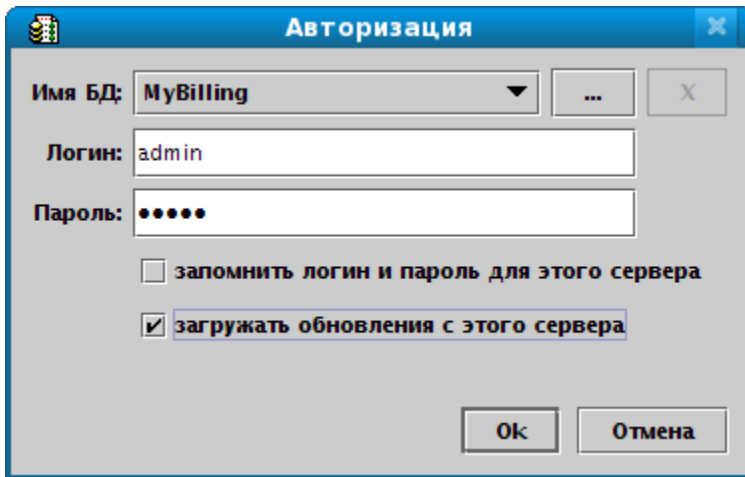 Авторизация
Имя БД: MyBilling ... X
Логин: admin
Пароль: •••••
запомнить логин и пароль для этого сервера
загружать обновления с этого сервера
Ok Отмена